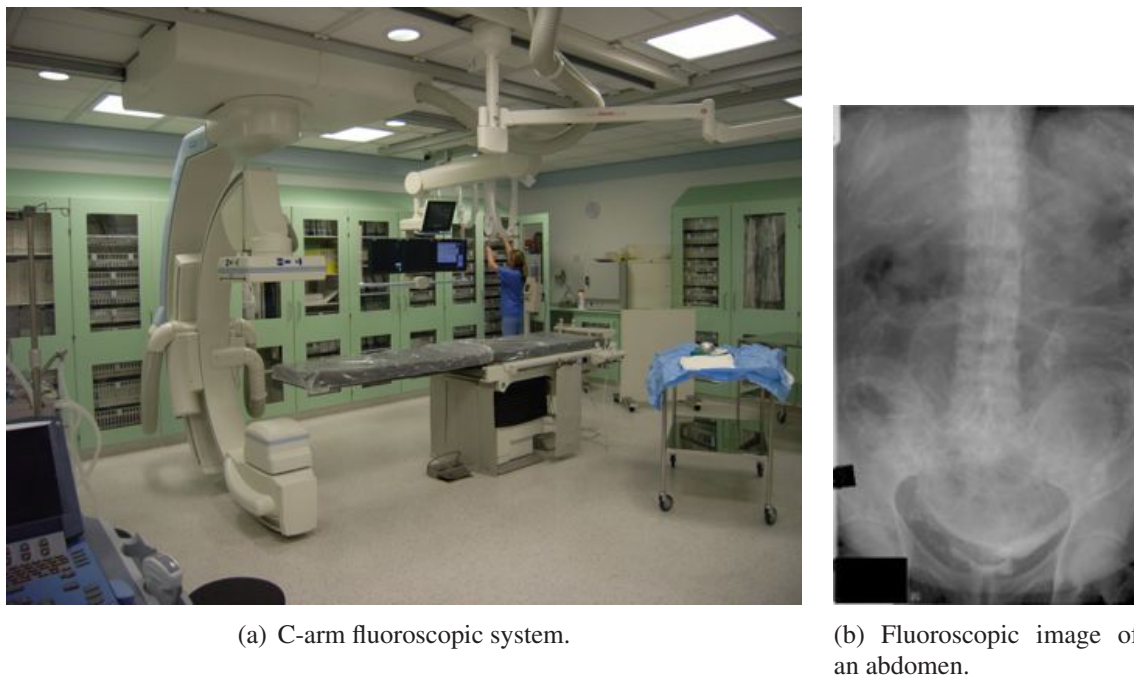 (a) C-arm fluoroscopic system.
(b) Fluoroscopic image of
an abdomen.